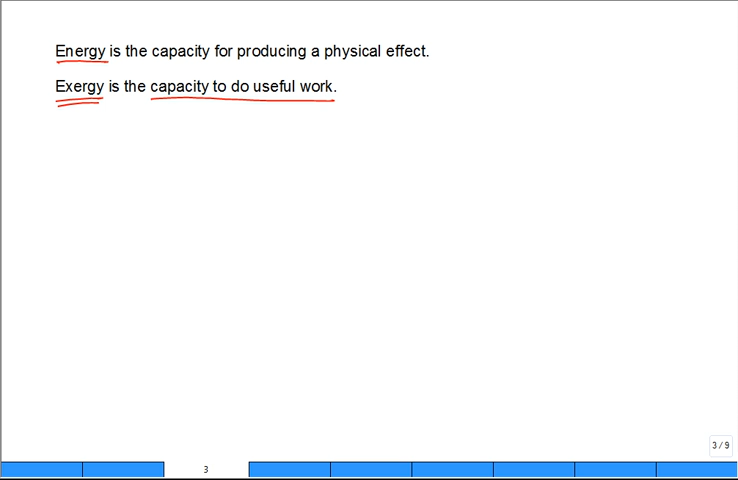 Energy is the capacity for producing a physical effect.
Exergy is the capacity to do useful work.
3 / 9
3